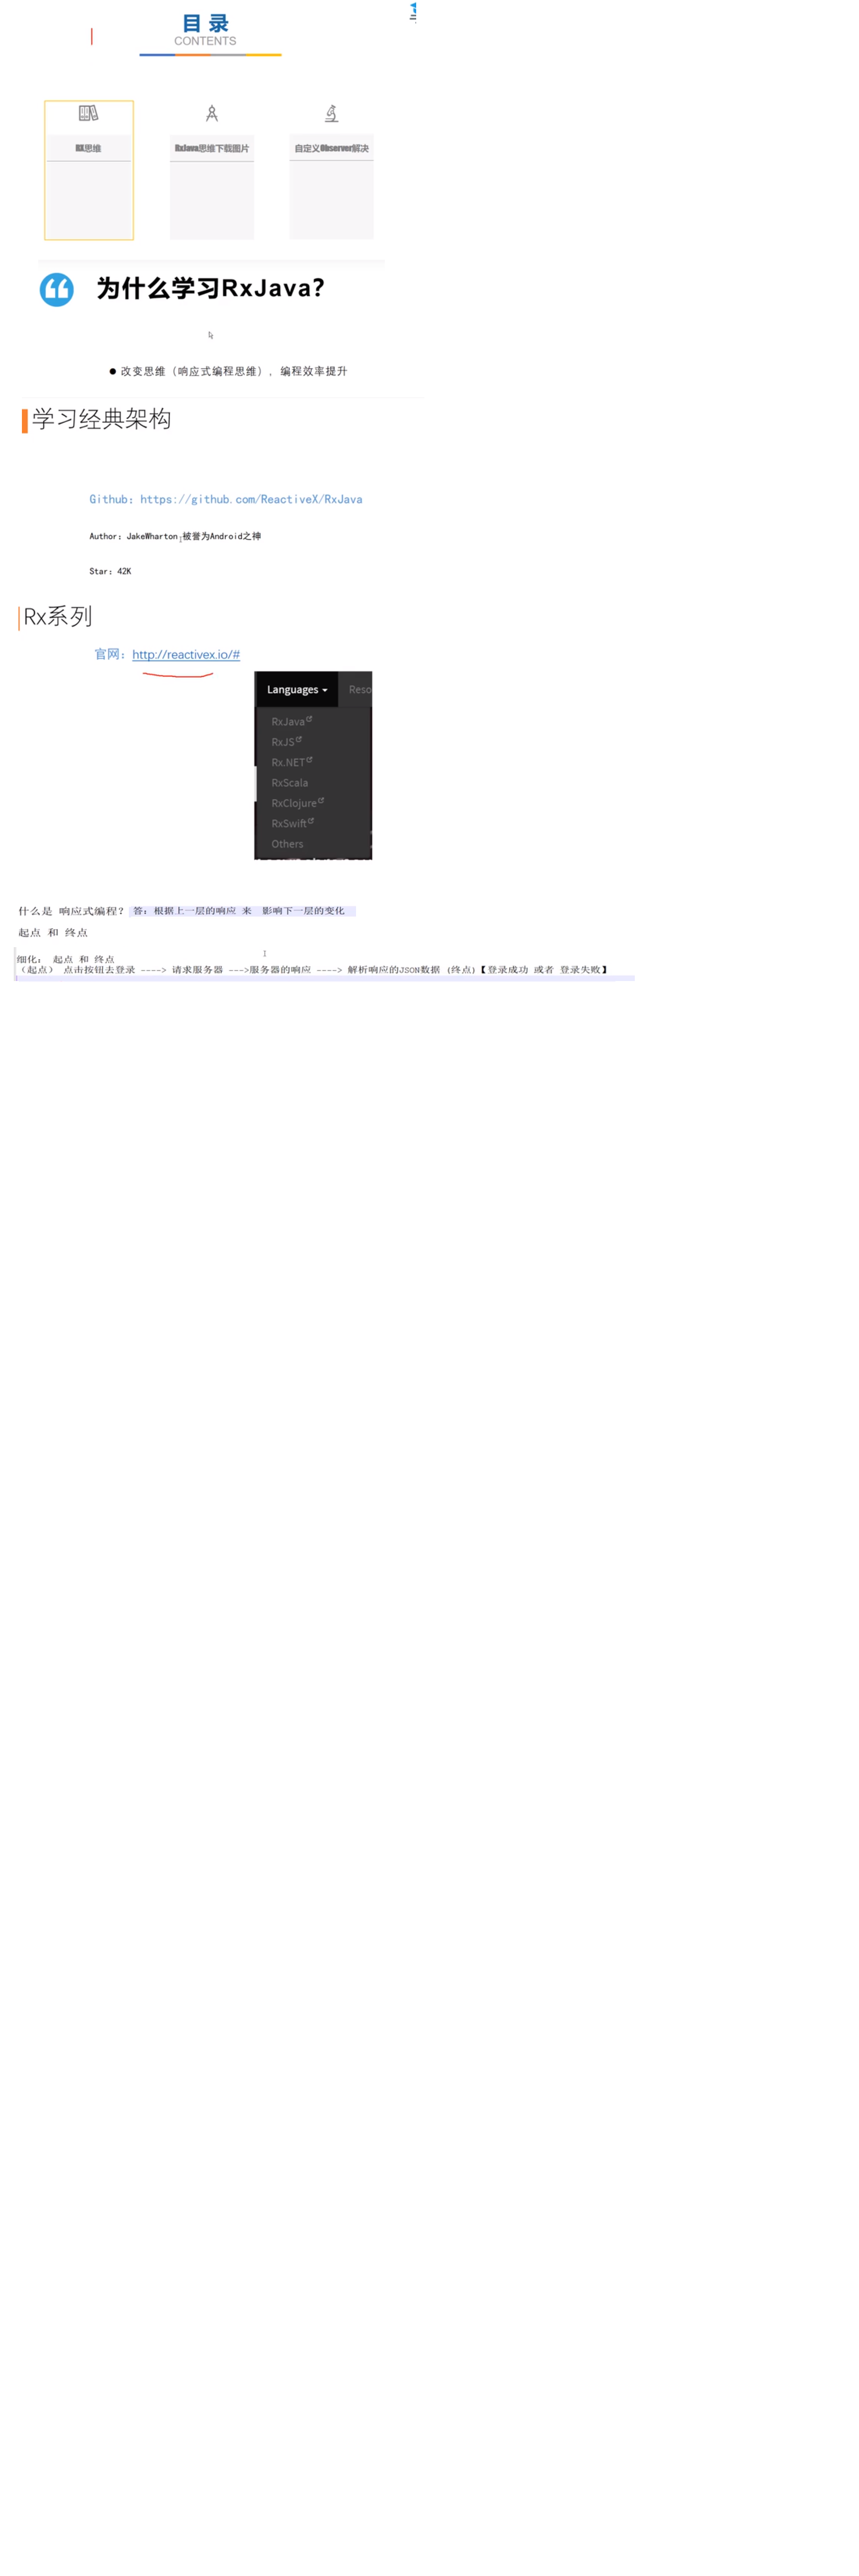 目 录
CONTENTS
RX思维
RxJava思维下载图片
自定义Observer解决
为什么学习RxJava?
● 改变思维（响应式编程思维），编程效率提升
学习经典架构
Github：https://github.com/ReactiveX/RxJava
Author：JakeWharton 被誉为Android之神
Star：42K
Rx系列
官网：http://reactivex.io/#
Languages Reso
RxJava
RxJS
Rx.NET
RxScala
RxClojure
RxSwift
Others
什么是 响应式编程? 答：根据上一层的响应 来 影响下一层的变化
起点 和 终点
细化： 起点 和 终点
（起点） 点击按钮去登录 ----> 请求服务器 --->服务器的响应 ----> 解析响应的JSON数据 (终点)【登录成功 或者 登录失败】